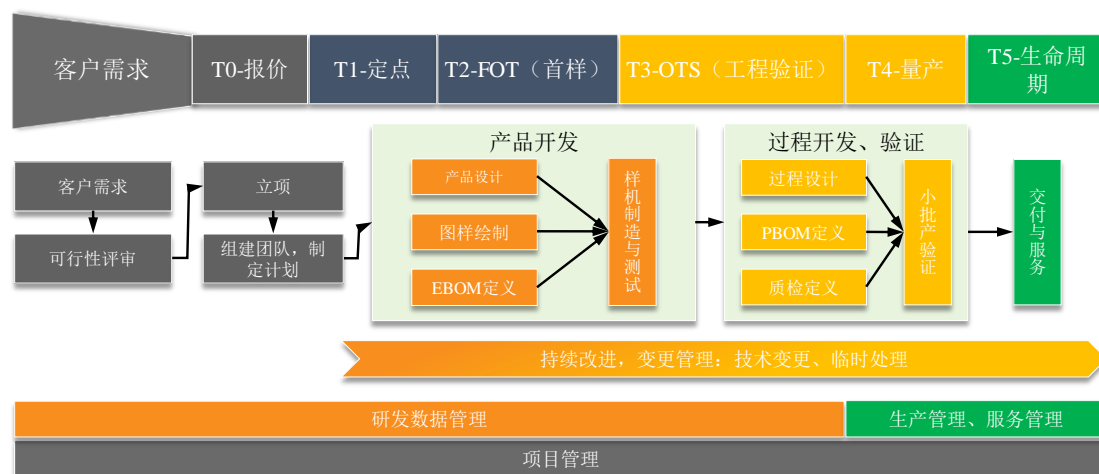 客户需求
T0-报价
T1-定点
T2-FOT（首样）
T3-OTS（工程验证）
T4-量产
T5-生命周
期
产品开发
过程开发、验证
客户需求
可行性评审
立项
组建团队，制
定计划
产品设计
图样绘制
EBOM定义
样机制造与测试
过程设计
PBOM定义
质检定义
小批产验证
交付与服务
持续改进，变更管理：技术变更、临时处理
研发数据管理
生产管理、服务管理
项目管理